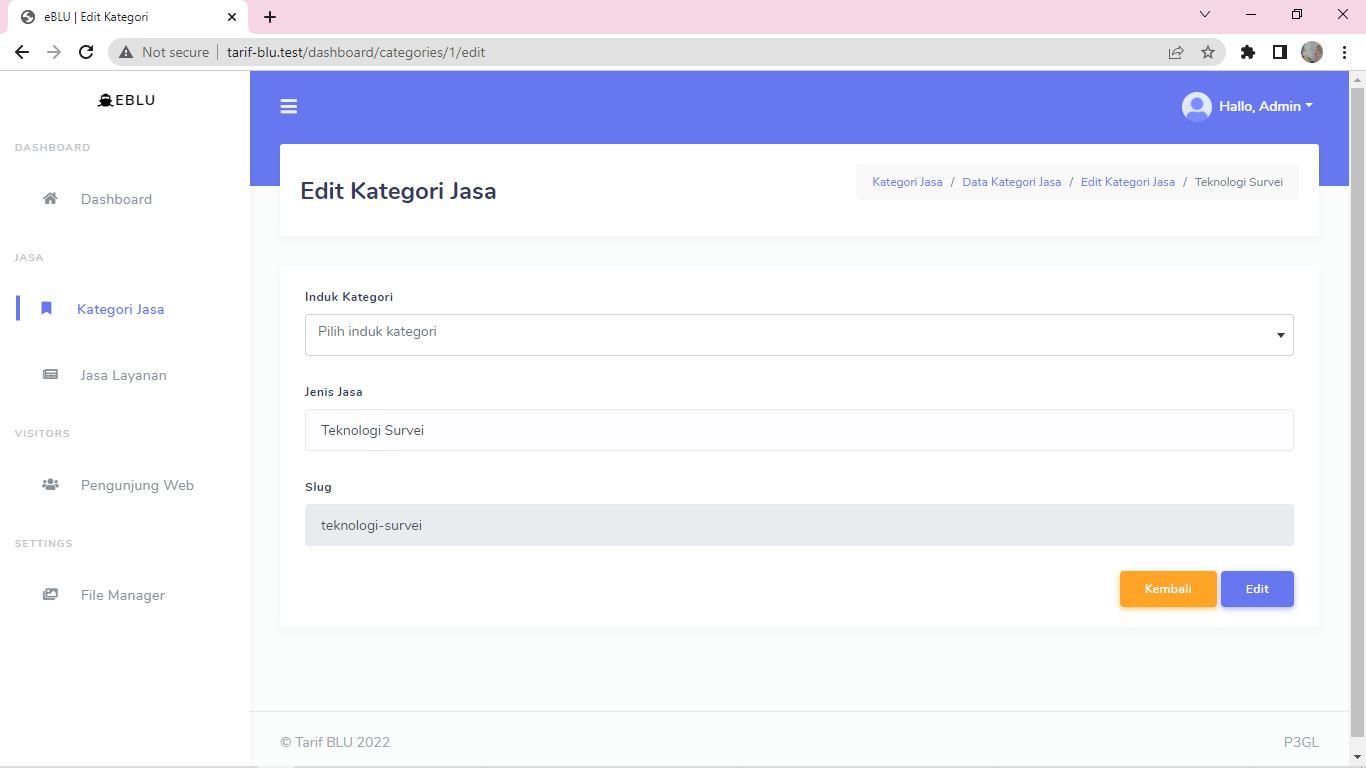 eBLU | Edit Kategori
Not secure
tarif-blu.test/dashboard/categories/1/edit
EBLU
Hallo, Admin
DASHBOARD
Dashboard
JASA
Kategori Jasa
Jasa Layanan
VISITORS
Pengunjung Web
SETTINGS
File Manager
Edit Kategori Jasa
Kategori Jasa / Data Kategori Jasa / Edit Kategori Jasa / Teknologi Survei
Induk Kategori
Pilih induk kategori
Jenis Jasa
Teknologi Survei
Slug
teknologi-survei
Kembali
Edit
© Tarif BLU 2022
P3GL